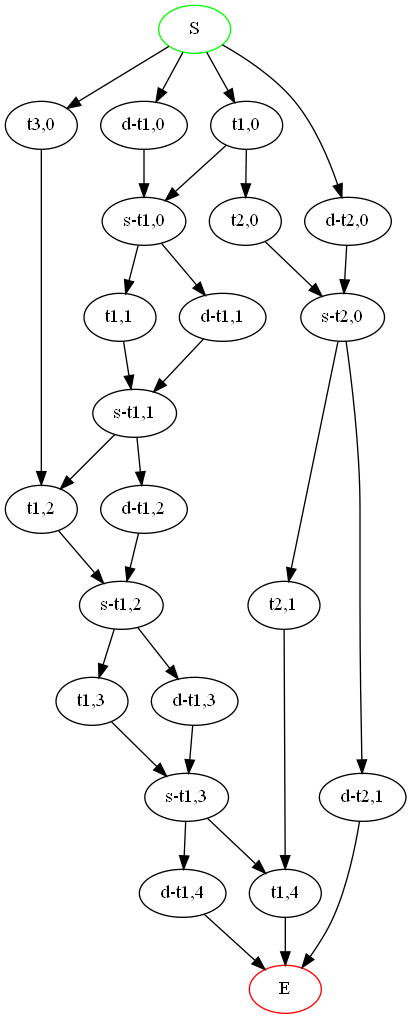 S
t3,0
d-t1,0
t1,0
s-t1,0
t2,0
d-t2,0
t1,1
d-t1,1
s-t2,0
s-t1,1
t1,2
d-t1,2
s-t1,2
t2,1
t1,3
d-t1,3
s-t1,3
d-t2,1
d-t1,4
t1,4
E